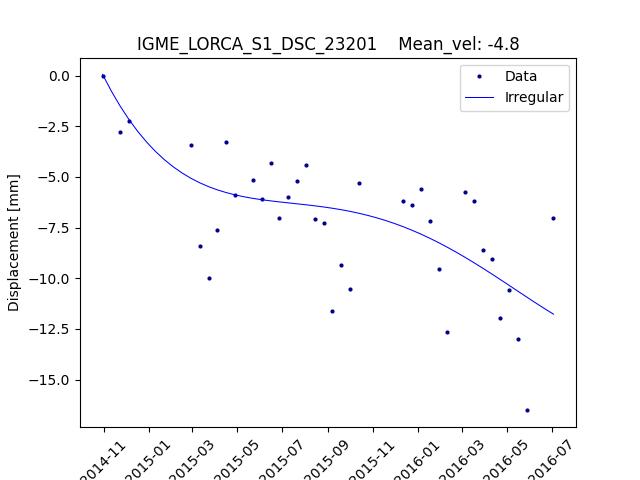 IGME_LORCA_S1_DSC_23201    Mean_vel: -4.8
Data
Irregular
Displacement [mm]
0.0
−2.5
−5.0
−7.5
−10.0
−12.5
−15.0
2014-11 2015-01 2015-03 2015-05 2015-07 2015-09 2015-11 2016-01 2016-03 2016-05 2016-07